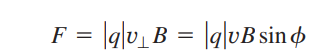 F = |q|v⊥B = |q|vB sin ϕ